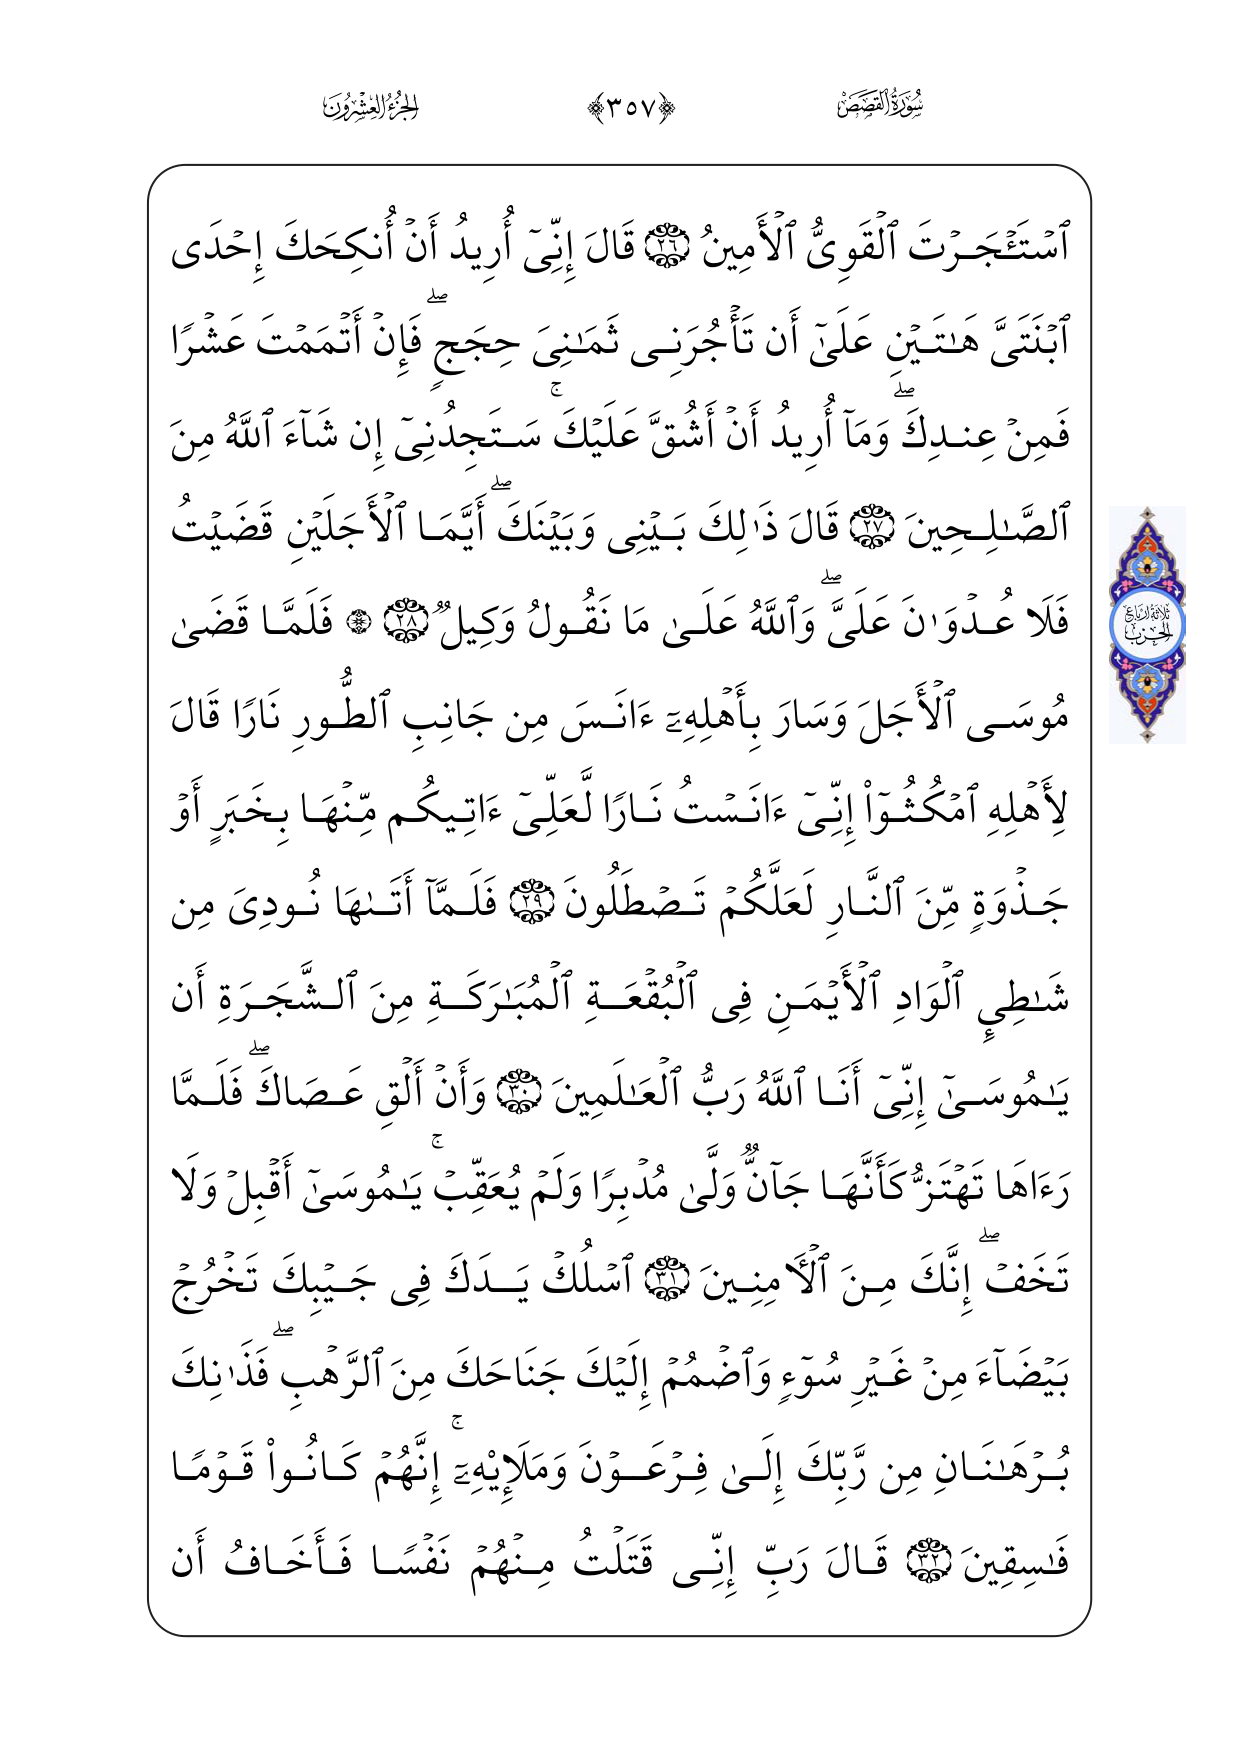 سُورَةُ القَصَصِ ﴿٣٥٧﴾ الجُزءُ العِشْرُونَ
ٱسْتَـْٔجَرْتَ ٱلْقَوِىُّ ٱلْأَمِينُ ٢٦ قَالَ إِنِّىٓ أُرِيدُ أَنْ أُنكِحَكَ إِحْدَى
ٱبْنَتَىَّ هَـٰتَيْنِ عَلَىٰٓ أَن تَأْجُرَنِى ثَمَـٰنِىَ حِجَجٍۖ فَإِنْ أَتْمَمْتَ عَشْرًا
فَمِنْ عِندِكَۖ وَمَآ أُرِيدُ أَنْ أَشُقَّ عَلَيْكَۚ سَتَجِدُنِىٓ إِن شَآءَ ٱللَّهُ مِنَ
ٱلصَّـٰلِحِينَ ٢٧ قَالَ ذَٰلِكَ بَيْنِى وَبَيْنَكَۖ أَيَّمَا ٱلْأَجَلَيْنِ قَضَيْتُ
فَلَا عُدْوَٰنَ عَلَىَّۖ وَٱللَّهُ عَلَىٰ مَا نَقُولُ وَكِيلٌ ٢٨ ۞ فَلَمَّا قَضَىٰ
ثَلَاثَةُ أَرْبَاعِ
الحِزْبِ
مُوسَى ٱلْأَجَلَ وَسَارَ بِأَهْلِهِۦٓ ءَانَسَ مِن جَانِبِ ٱلطُّورِ نَارًا قَالَ
لِأَهْلِهِ ٱمْكُثُوٓا۟ إِنِّىٓ ءَانَسْتُ نَارًا لَّعَلِّىٓ ءَاتِيكُم مِّنْهَا بِخَبَرٍ أَوْ
جَذْوَةٍ مِّنَ ٱلنَّارِ لَعَلَّكُمْ تَصْطَلُونَ ٢٩ فَلَمَّآ أَتَىٰهَا نُودِىَ مِن
شَـٰطِئِ ٱلْوَادِ ٱلْأَيْمَنِ فِى ٱلْبُقْعَةِ ٱلْمُبَـٰرَكَةِ مِنَ ٱلشَّجَرَةِ أَن
يَـٰمُوسَىٰٓ إِنِّىٓ أَنَا ٱللَّهُ رَبُّ ٱلْعَـٰلَمِينَ ٣٠ وَأَنْ أَلْقِ عَصَاكَۖ فَلَمَّا
رَءَاهَا تَهْتَزُّ كَأَنَّهَا جَآنٌّ وَلَّىٰ مُدْبِرًا وَلَمْ يُعَقِّبْۚ يَـٰمُوسَىٰٓ أَقْبِلْ وَلَا
تَخَفْۖ إِنَّكَ مِنَ ٱلْـَٔامِنِينَ ٣١ ٱسْلُكْ يَدَكَ فِى جَيْبِكَ تَخْرُجْ
بَيْضَآءَ مِنْ غَيْرِ سُوٓءٍ وَٱضْمُمْ إِلَيْكَ جَنَاحَكَ مِنَ ٱلرَّهْبِۖ فَذَٰنِكَ
بُرْهَـٰنَانِ مِن رَّبِّكَ إِلَىٰ فِرْعَوْنَ وَمَلَإِي۟هِۦٓۚ إِنَّهُمْ كَانُوا۟ قَوْمًا
فَـٰسِقِينَ ٣٢ قَالَ رَبِّ إِنِّى قَتَلْتُ مِنْهُمْ نَفْسًا فَأَخَافُ أَن